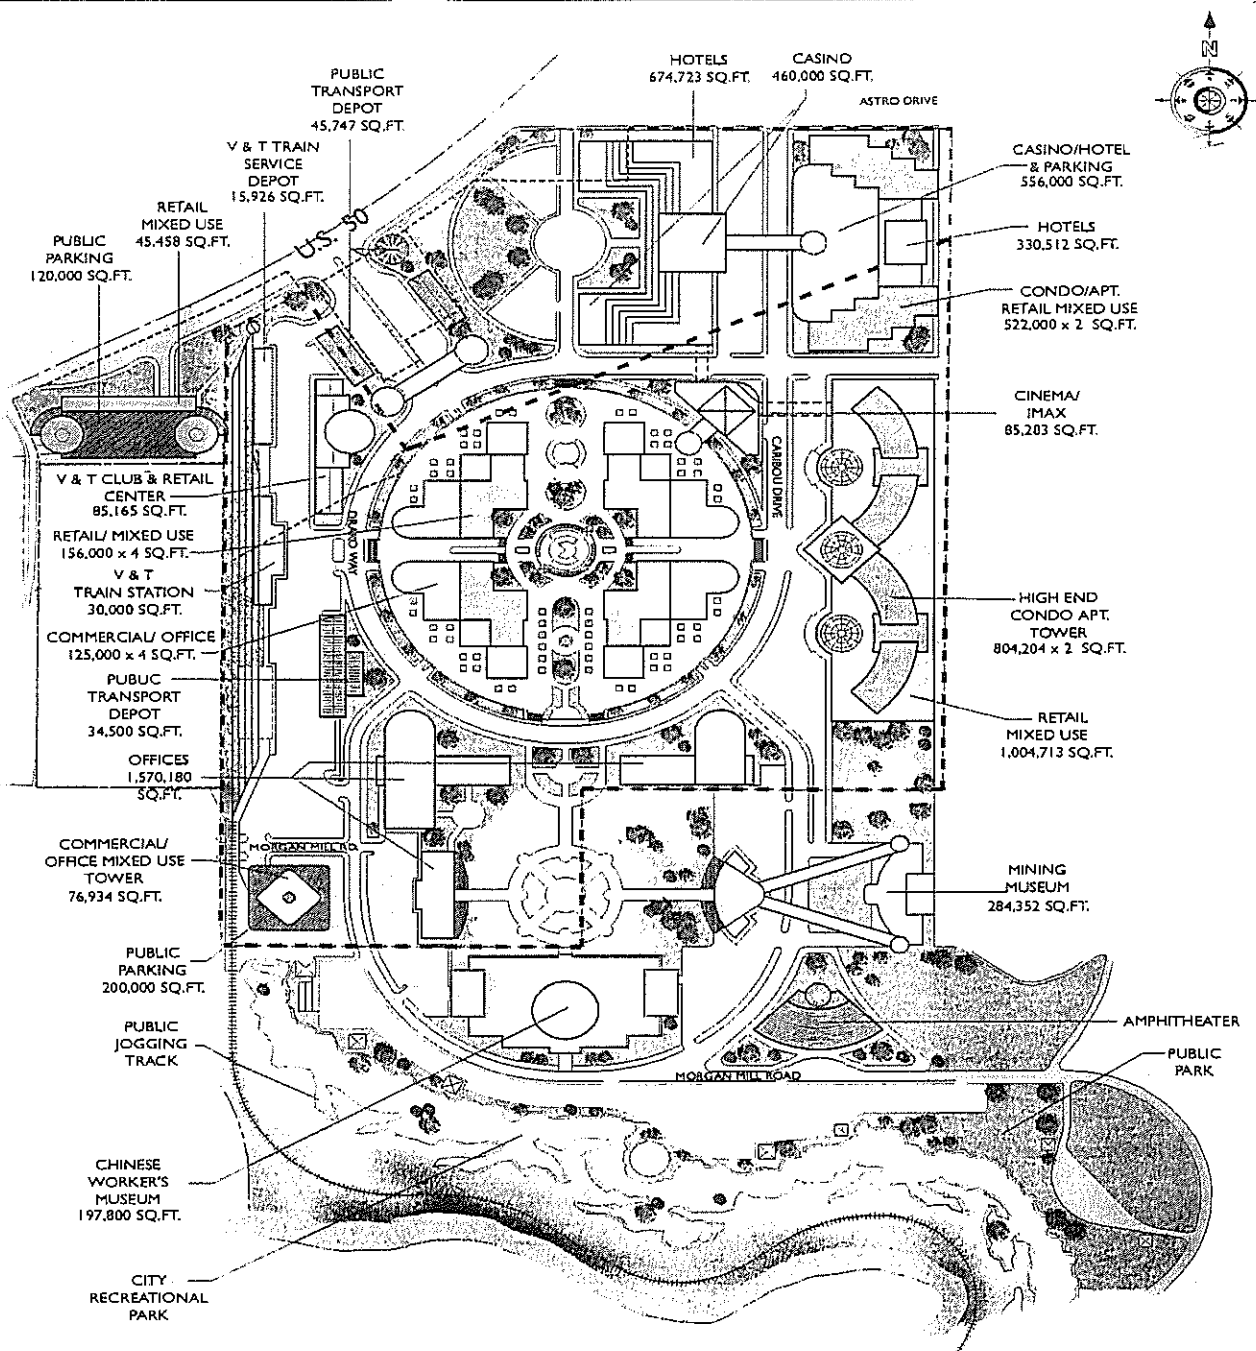 N
HOTELS
674,723 SQ.FT.
CASINO
460,000 SQ.FT.
ASTRO DRIVE
PUBLIC
TRANSPORT
DEPOT
45,747 SQ.FT.
V & T TRAIN
SERVICE
DEPOT
15,926 SQ.FT.
RETAIL
MIXED USE
45,458 SQ.FT.
PUBLIC
PARKING
120,000 SQ.FT.
U.S. 50
CASINO/HOTEL
& PARKING
556,000 SQ.FT.
HOTELS
330,512 SQ.FT.
CONDO/APT.
RETAIL MIXED USE
522,000 x 2 SQ.FT.
CINEMA/
IMAX
85,203 SQ.FT.
CARIBOU DRIVE
DRAKO WAY
V & T CLUB & RETAIL
CENTER
85,165 SQ.FT.
RETAIL/ MIXED USE
156,000 x 4 SQ.FT.
V & T
TRAIN STATION
30,000 SQ.FT.
COMMERCIAL/ OFFICE
125,000 x 4 SQ.FT.
PUBLIC
TRANSPORT
DEPOT
34,500 SQ.FT.
OFFICES
1,570,180
SQ.FT.
HIGH END
CONDO APT.
TOWER
804,204 x 2 SQ.FT.
RETAIL
MIXED USE
1,004,713 SQ.FT.
COMMERCIAL/
OFFICE MIXED USE
TOWER
76,934 SQ.FT.
MORGAN MILL RD.
MINING
MUSEUM
284,352 SQ.FT.
PUBLIC
PARKING
200,000 SQ.FT.
PUBLIC
JOGGING
TRACK
AMPHITHEATER
PUBLIC
PARK
MORGAN MILL ROAD
CHINESE
WORKER'S
MUSEUM
197,800 SQ.FT.
CITY
RECREATIONAL
PARK